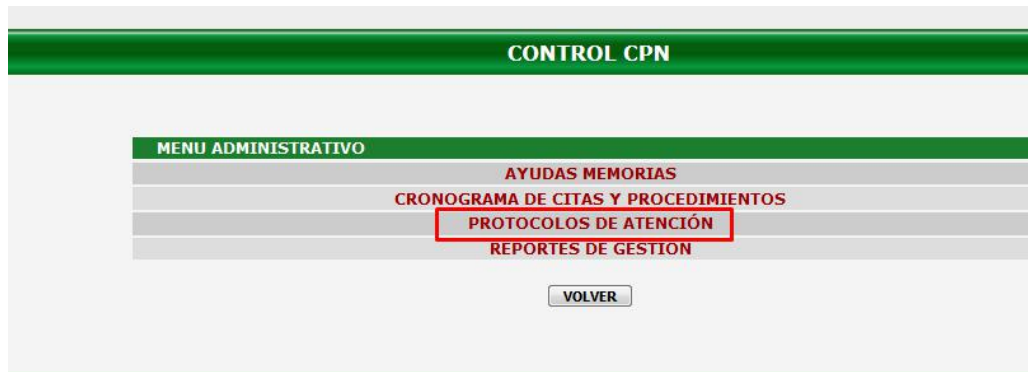 CONTROL CPN
MENU ADMINISTRATIVO
AYUDAS MEMORIAS
CRONOGRAMA DE CITAS Y PROCEDIMIENTOS
PROTOCOLOS DE ATENCIÓN
REPORTES DE GESTION
VOLVER